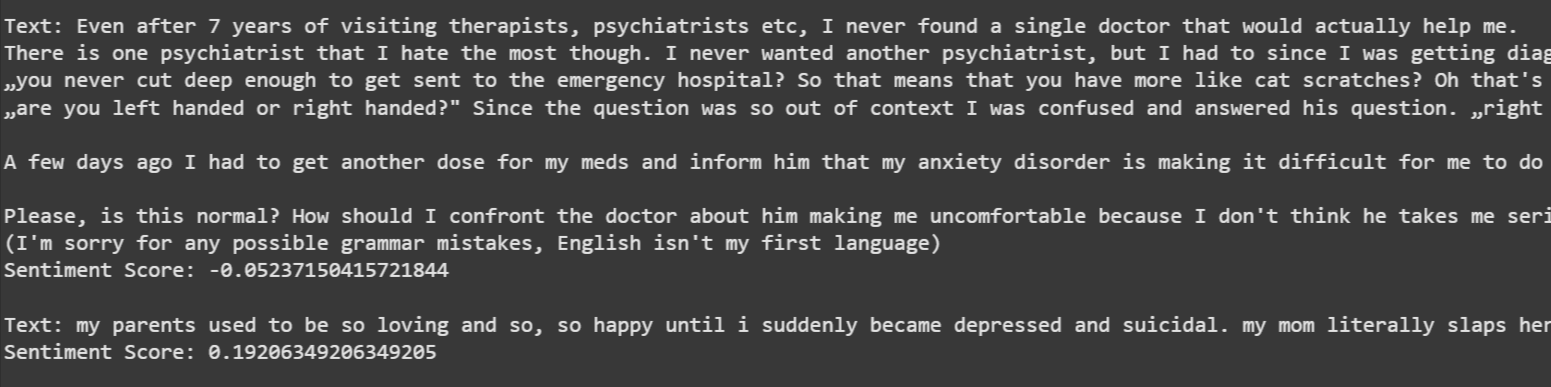 Text: Even after 7 years of visiting therapists, psychiatrists etc, I never found a single doctor that would actually help me.
There is one psychiatrist that I hate the most though. I never wanted another psychiatrist, but I had to since I was getting diag
„you never cut deep enough to get sent to the emergency hospital? So that means that you have more like cat scratches? Oh that's
„are you left handed or right handed?" Since the question was so out of context I was confused and answered his question. „right
A few days ago I had to get another dose for my meds and inform him that my anxiety disorder is making it difficult for me to do
Please, is this normal? How should I confront the doctor about him making me uncomfortable because I don't think he takes me seri
(I'm sorry for any possible grammar mistakes, English isn't my first language)
Sentiment Score: -0.05237150415721844
Text: my parents used to be so loving and so, so happy until i suddenly became depressed and suicidal. my mom literally slaps her
Sentiment Score: 0.19206349206349205